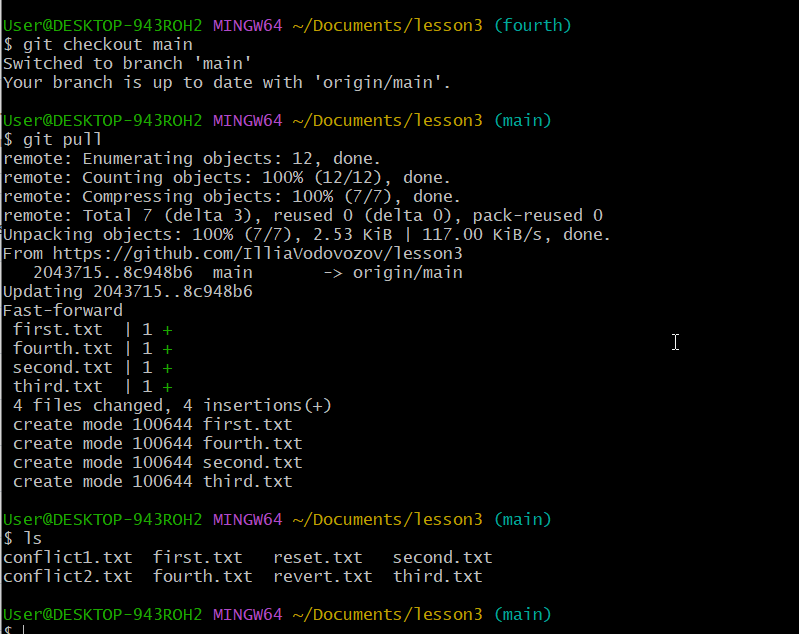 User@DESKTOP-943ROH2 MINGW64 ~/Documents/lesson3 (fourth)
$ git checkout main
Switched to branch 'main'
Your branch is up to date with 'origin/main'.
User@DESKTOP-943ROH2 MINGW64 ~/Documents/lesson3 (main)
$ git pull
remote: Enumerating objects: 12, done.
remote: Counting objects: 100% (12/12), done.
remote: Compressing objects: 100% (7/7), done.
remote: Total 7 (delta 3), reused 0 (delta 0), pack-reused 0
Unpacking objects: 100% (7/7), 2.53 KiB | 117.00 KiB/s, done.
From https://github.com/IlliaVodovozov/lesson3
   2043715..8c948b6  main       -> origin/main
Updating 2043715..8c948b6
Fast-forward
 first.txt  | 1 +
 fourth.txt | 1 +
 second.txt | 1 +
 third.txt  | 1 +
 4 files changed, 4 insertions(+)
 create mode 100644 first.txt
 create mode 100644 fourth.txt
 create mode 100644 second.txt
 create mode 100644 third.txt
User@DESKTOP-943ROH2 MINGW64 ~/Documents/lesson3 (main)
$ ls
conflict1.txt  first.txt   reset.txt   second.txt
conflict2.txt  fourth.txt  revert.txt  third.txt
User@DESKTOP-943ROH2 MINGW64 ~/Documents/lesson3 (main)
$